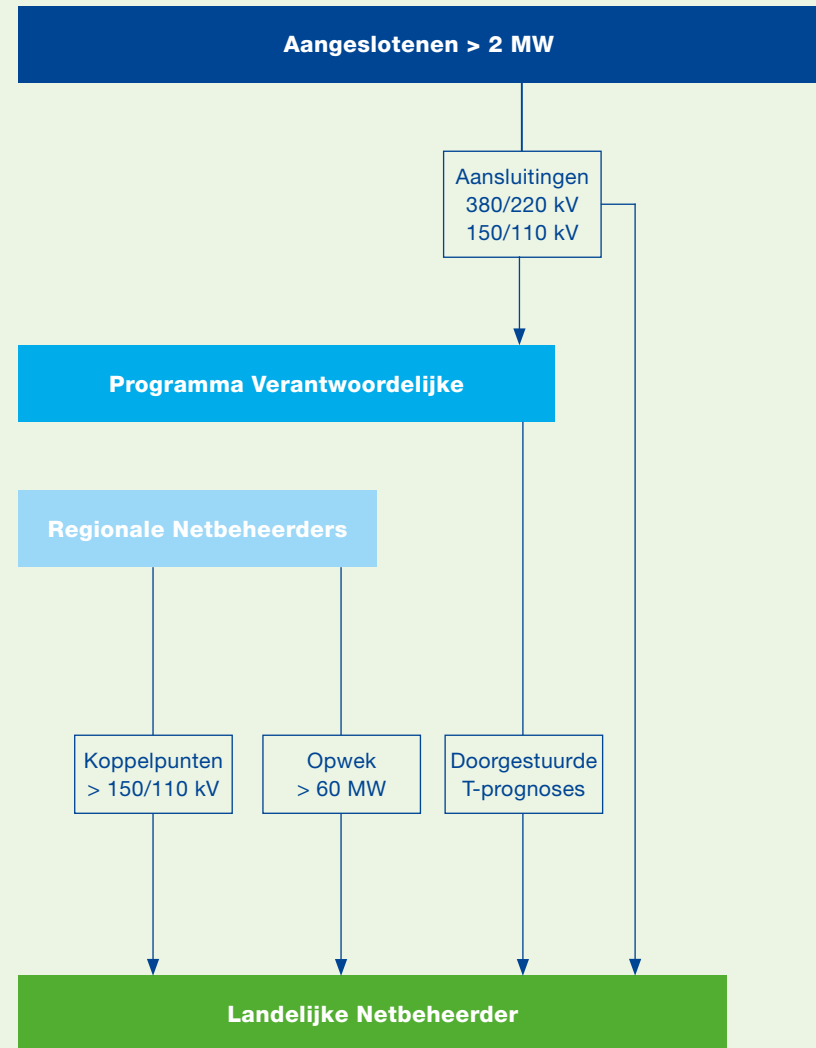 Aangeslotenen > 2 MW
Aansluitingen
380/220 kV
150/110 kV
Programma Verantwoordelijke
Regionale Netbeheerders
Koppelpunten
> 150/110 kV
Opwek
> 60 MW
Doorgestuurde
T-prognoses
Landelijke Netbeheerder